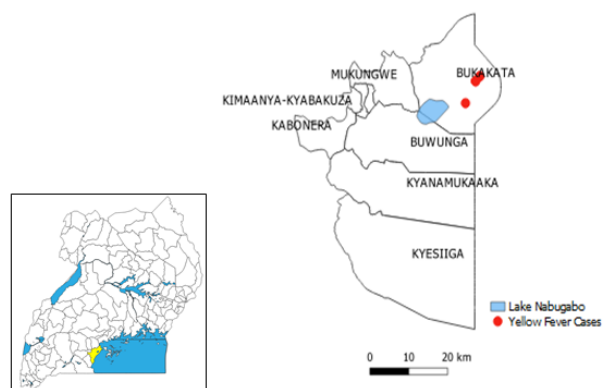 MUKUNGWE
BUKAKATA
KIMAANYA-KYABAKUZA
KABONERA
BUWUNGA
KYANAMUKAAKA
KYESIIGA
Lake Nabugabo
Yellow Fever Cases
0 10 20 km